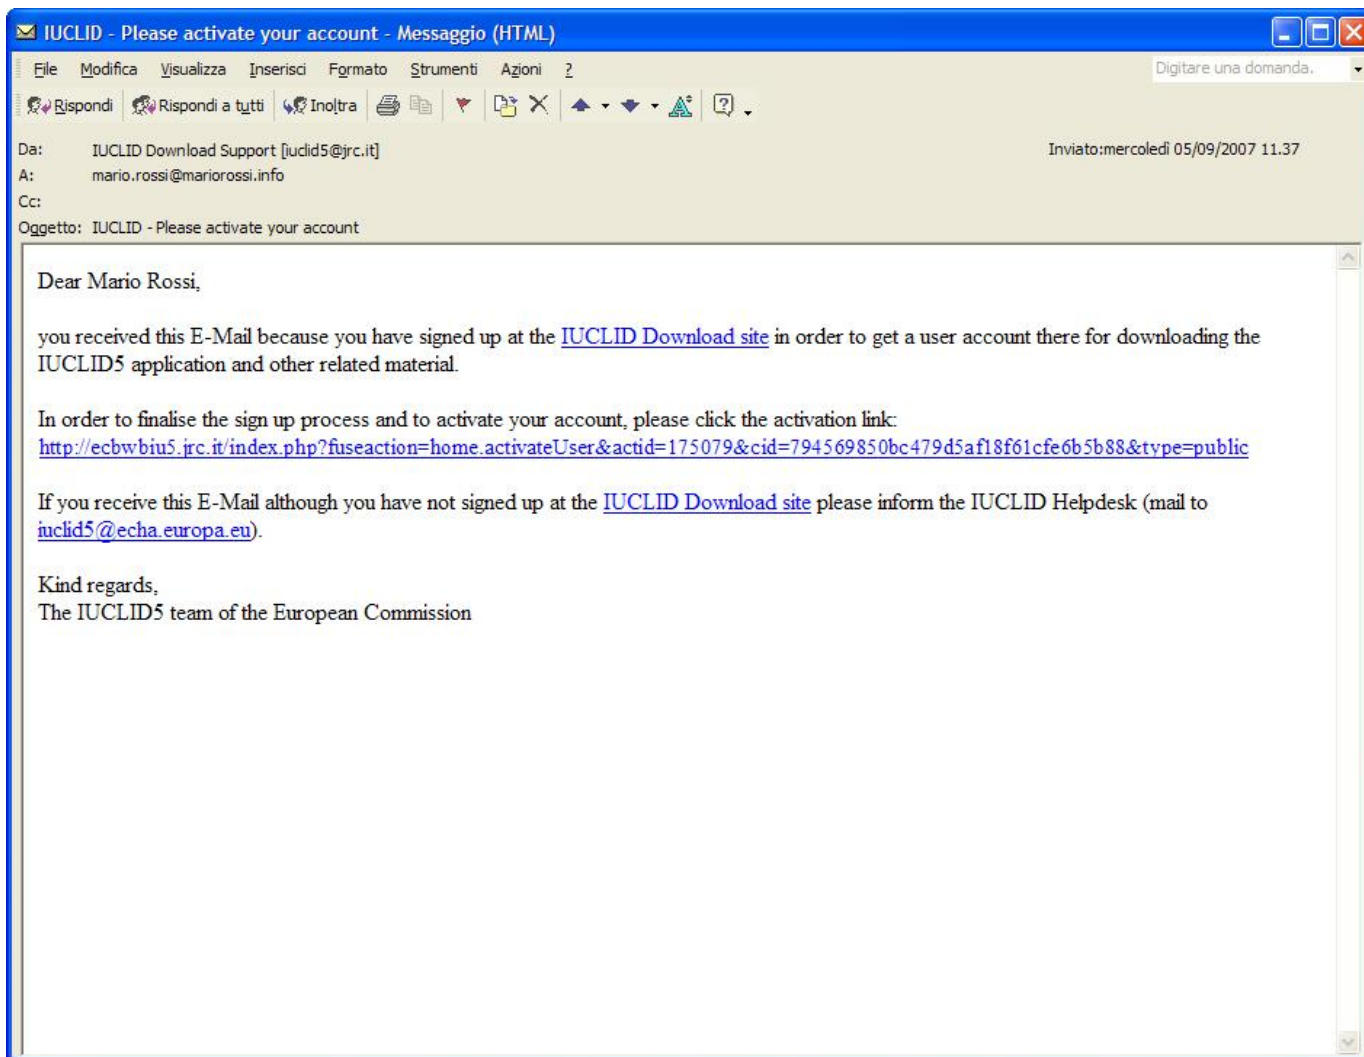 IUCLID - Please activate your account - Messaggio (HTML)
File Modifica Visualizza Inserisci Formato Strumenti Azioni ? Digitare una domanda.
Rispondi Rispondi a tutti Inoltra
Da: IUCLID Download Support [iuclid5@jrc.it] Inviato:mercoledì 05/09/2007 11.37
A: mario.rossi@mariorossi.info
Cc:
Oggetto: IUCLID - Please activate your account
Dear Mario Rossi,
you received this E-Mail because you have signed up at the IUCLID Download site in order to get a user account there for downloading the
IUCLID5 application and other related material.
In order to finalise the sign up process and to activate your account, please click the activation link:
http://ecbwbiu5.jrc.it/index.php?fuseaction=home.activateUser&actid=175079&cid=794569850bc479d5af18f61cfe6b5b88&type=public
If you receive this E-Mail although you have not signed up at the IUCLID Download site please inform the IUCLID Helpdesk (mail to
iuclid5@echa.europa.eu).
Kind regards,
The IUCLID5 team of the European Commission